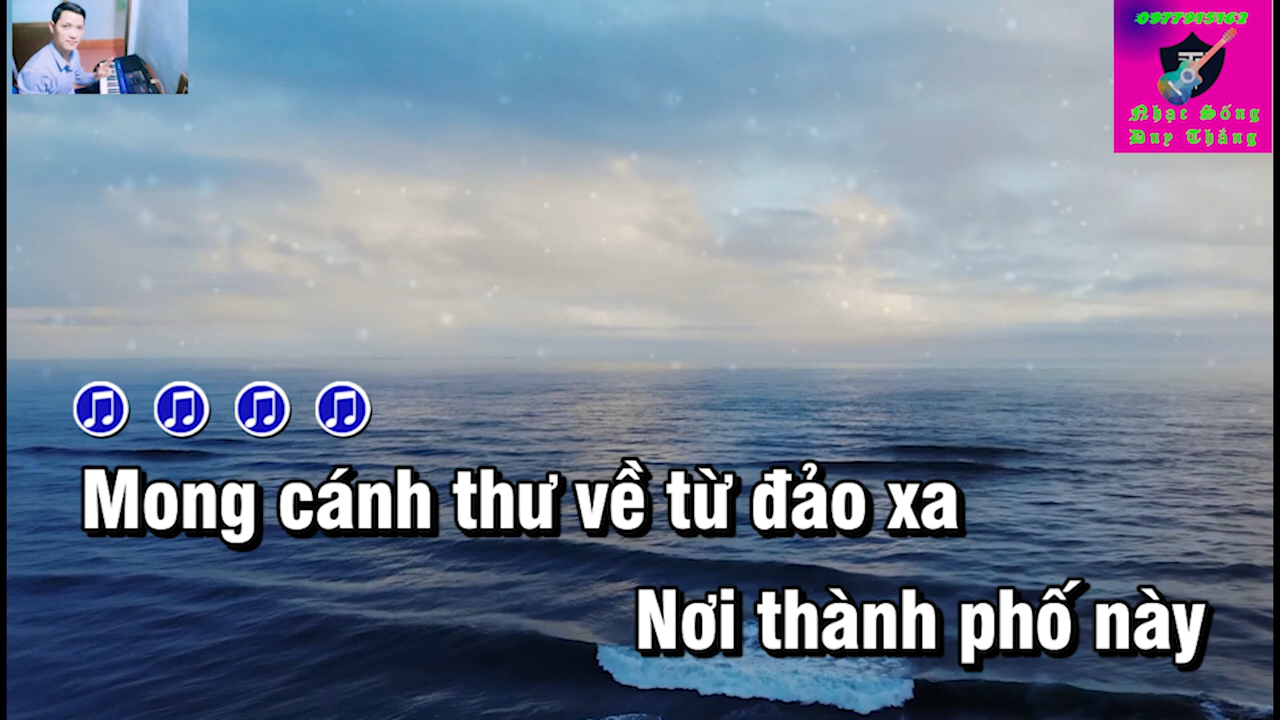 0977915162
Nhạc Sống
Duy Thắng
Mong cánh thư về từ đảo xa
Nơi thành phố này